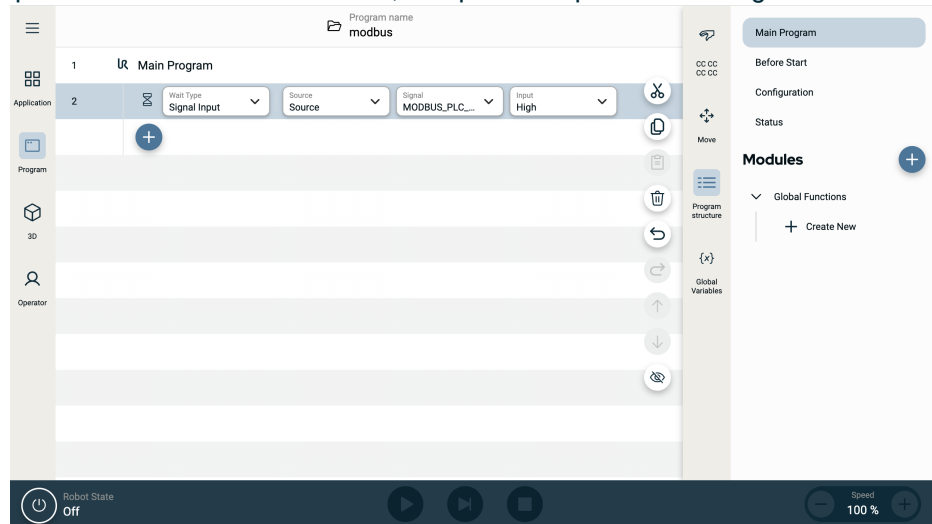 Program name
modbus
1 Main Program
2
Wait Type
Signal Input
Source
Source
Signal
MODBUS_PLC_...
Input
High
Application
Program
3D
Operator
CC CC
CC CC
Move
Program
structure
{x}
Global
Variables
Main Program
Before Start
Configuration
Status
Modules
Global Functions
Create New
Robot State
Off
Speed
100 %